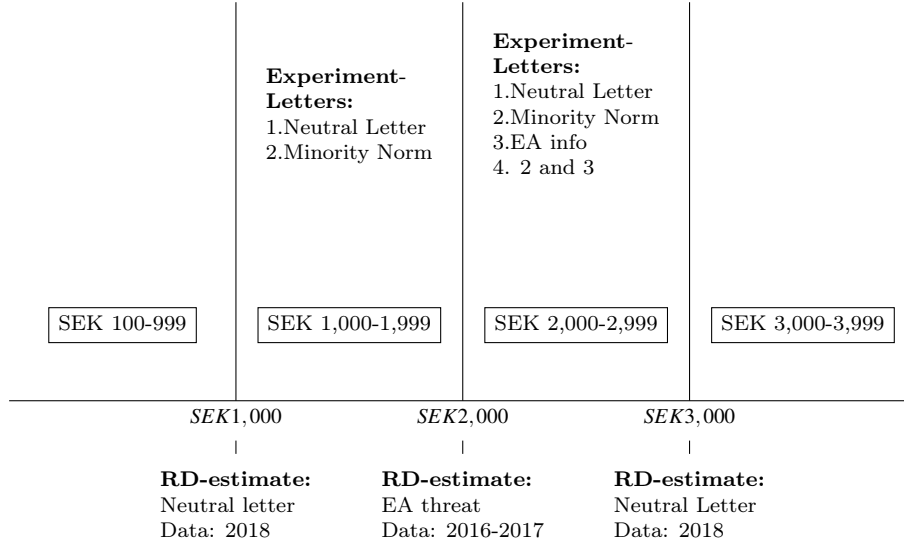 Experiment-
Letters:
1.Neutral Letter
2.Minority Norm
Experiment-
Letters:
1.Neutral Letter
2.Minority Norm
3.EA info
4. 2 and 3
SEK 100-999
SEK 1,000-1,999
SEK 2,000-2,999
SEK 3,000-3,999
SEK1,000
SEK2,000
SEK3,000
RD-estimate:
Neutral letter
Data: 2018
RD-estimate:
EA threat
Data: 2016-2017
RD-estimate:
Neutral Letter
Data: 2018